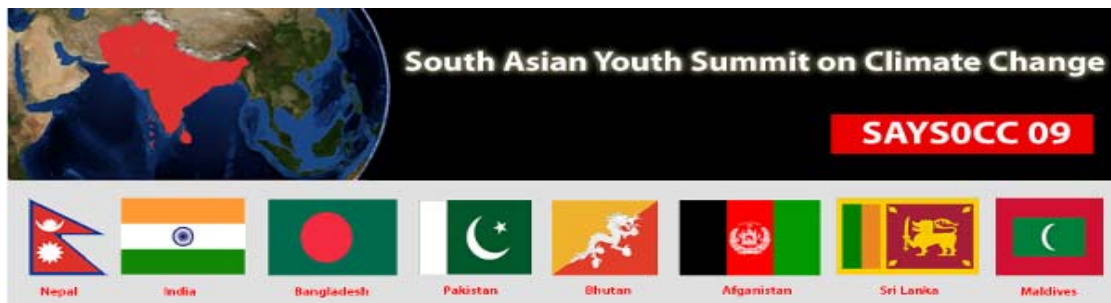 South Asian Youth Summit on Climate Change
SAYS0CC 09
Nepal India Bangladesh Pakistan Bhutan Afganistan Sri Lanka Maldives